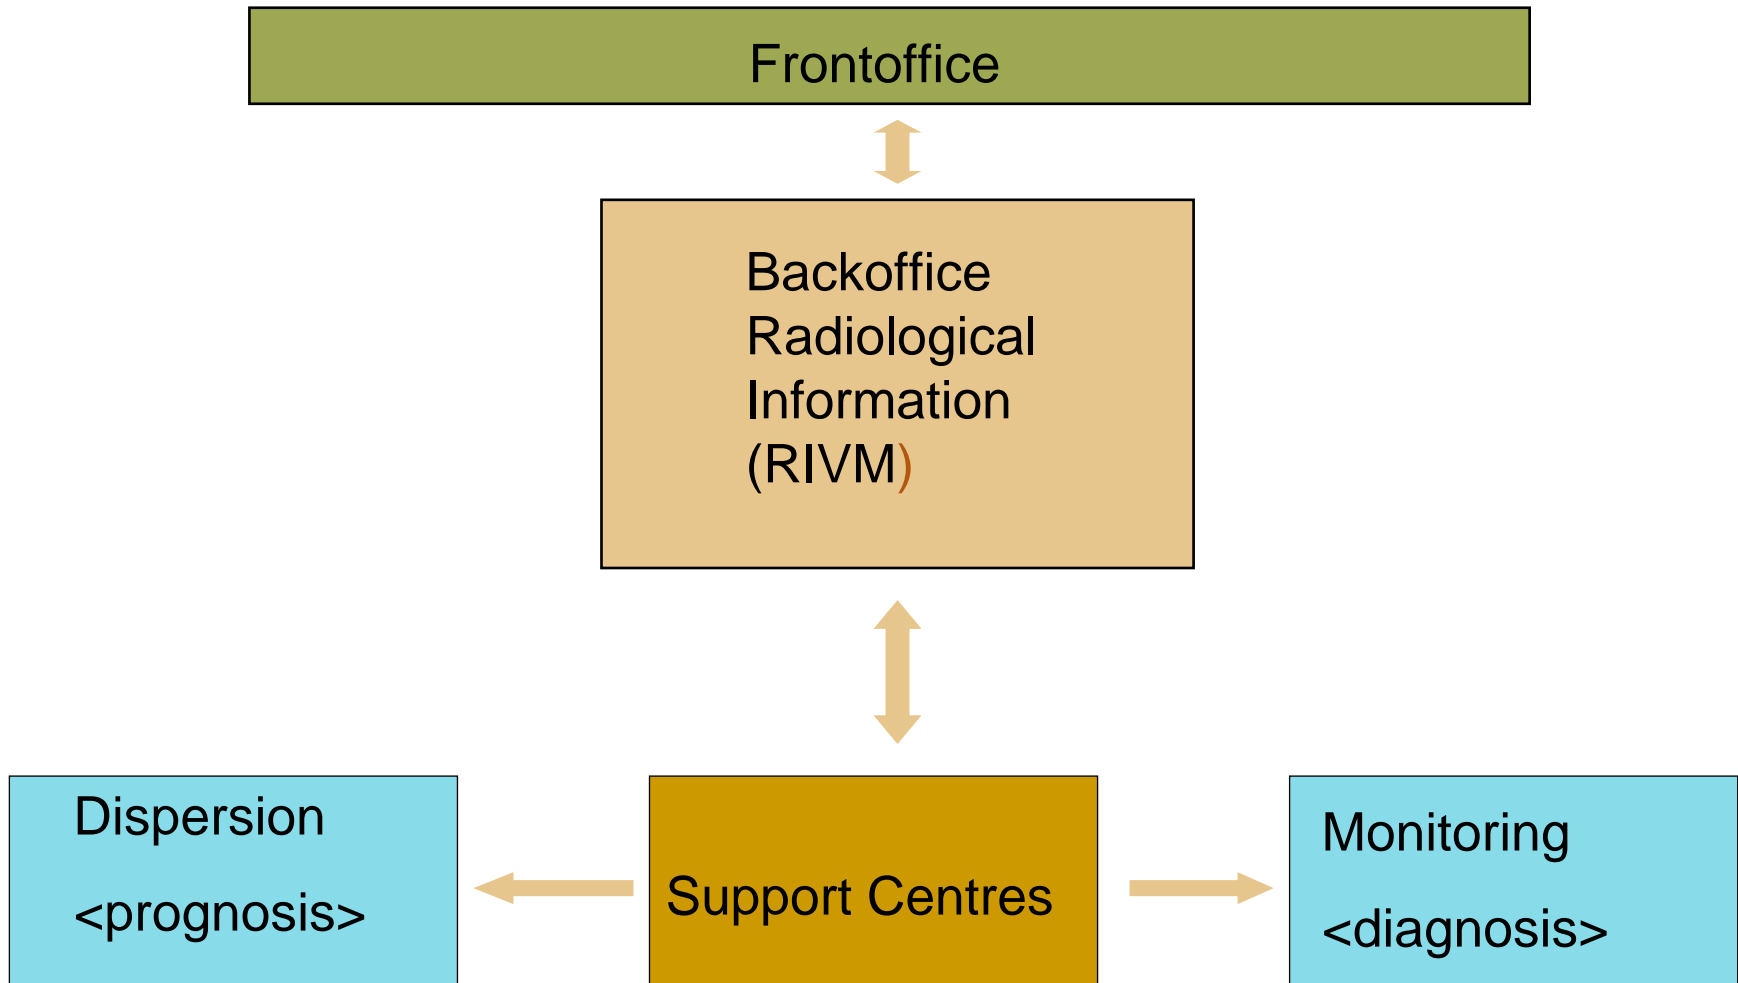 Frontoffice
Backoffice
Radiological
Information
(RIVM)
Dispersion
<prognosis>
Support Centres
Monitoring
<diagnosis>